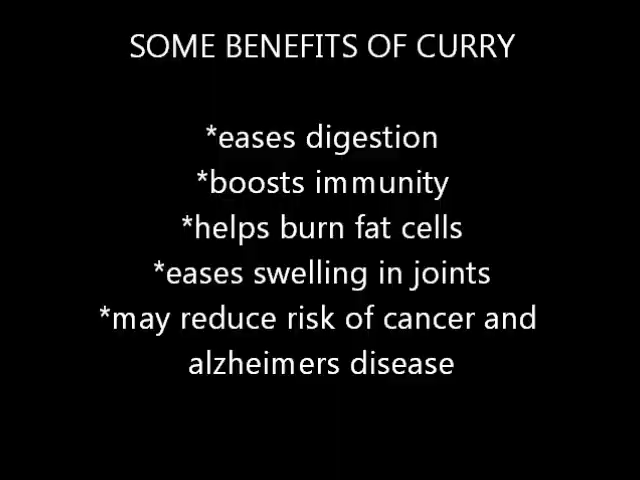 SOME BENEFITS OF CURRY
*eases digestion
*boosts immunity
*helps burn fat cells
*eases swelling in joints
*may reduce risk of cancer and
alzheimers disease